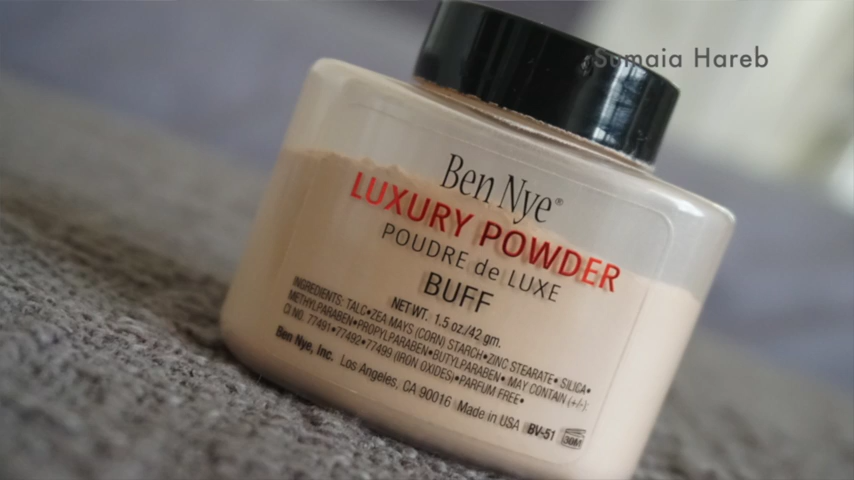 Sumaia Hareb
Ben Nye®
LUXURY POWDER
POUDRE de LUXE
BUFF
NET WT. 1.5 oz./42 gm.
INGREDIENTS: TALC•ZEA MAYS (CORN) STARCH•ZINC STEARATE• SILICA•
METHYLPARABEN•PROPYLPARABEN•BUTYLPARABEN• MAY CONTAIN (+/-):
CI NO. 77491•77492•77499 (IRON OXIDES)•PARFUM FREE•
Ben Nye, Inc. Los Angeles, CA 90016 Made in USA BV-51 30M